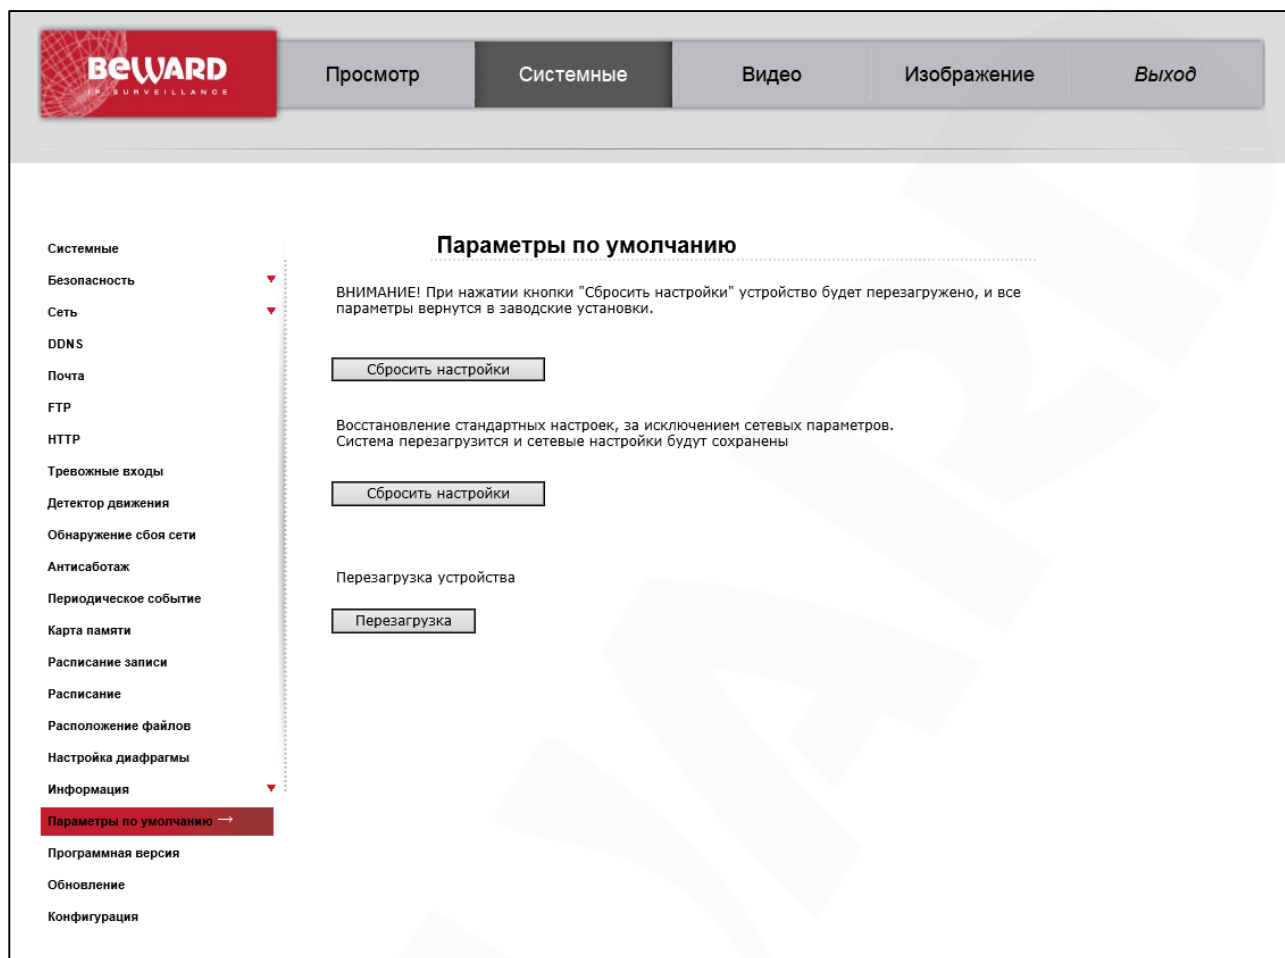 BEWARD
IP SURVEILLANCE
Просмотр
Системные
Видео
Изображение
Выход
Системные
Безопасность
Сеть
DDNS
Почта
FTP
HTTP
Тревожные входы
Детектор движения
Обнаружение сбоя сети
Антисаботаж
Периодическое событие
Карта памяти
Расписание записи
Расписание
Расположение файлов
Настройка диафрагмы
Информация
Параметры по умолчанию →
Программная версия
Обновление
Конфигурация
Параметры по умолчанию
ВНИМАНИЕ! При нажатии кнопки "Сбросить настройки" устройство будет перезагружено, и все
параметры вернутся в заводские установки.
Сбросить настройки
Восстановление стандартных настроек, за исключением сетевых параметров.
Система перезагрузится и сетевые настройки будут сохранены
Сбросить настройки
Перезагрузка устройства
Перезагрузка